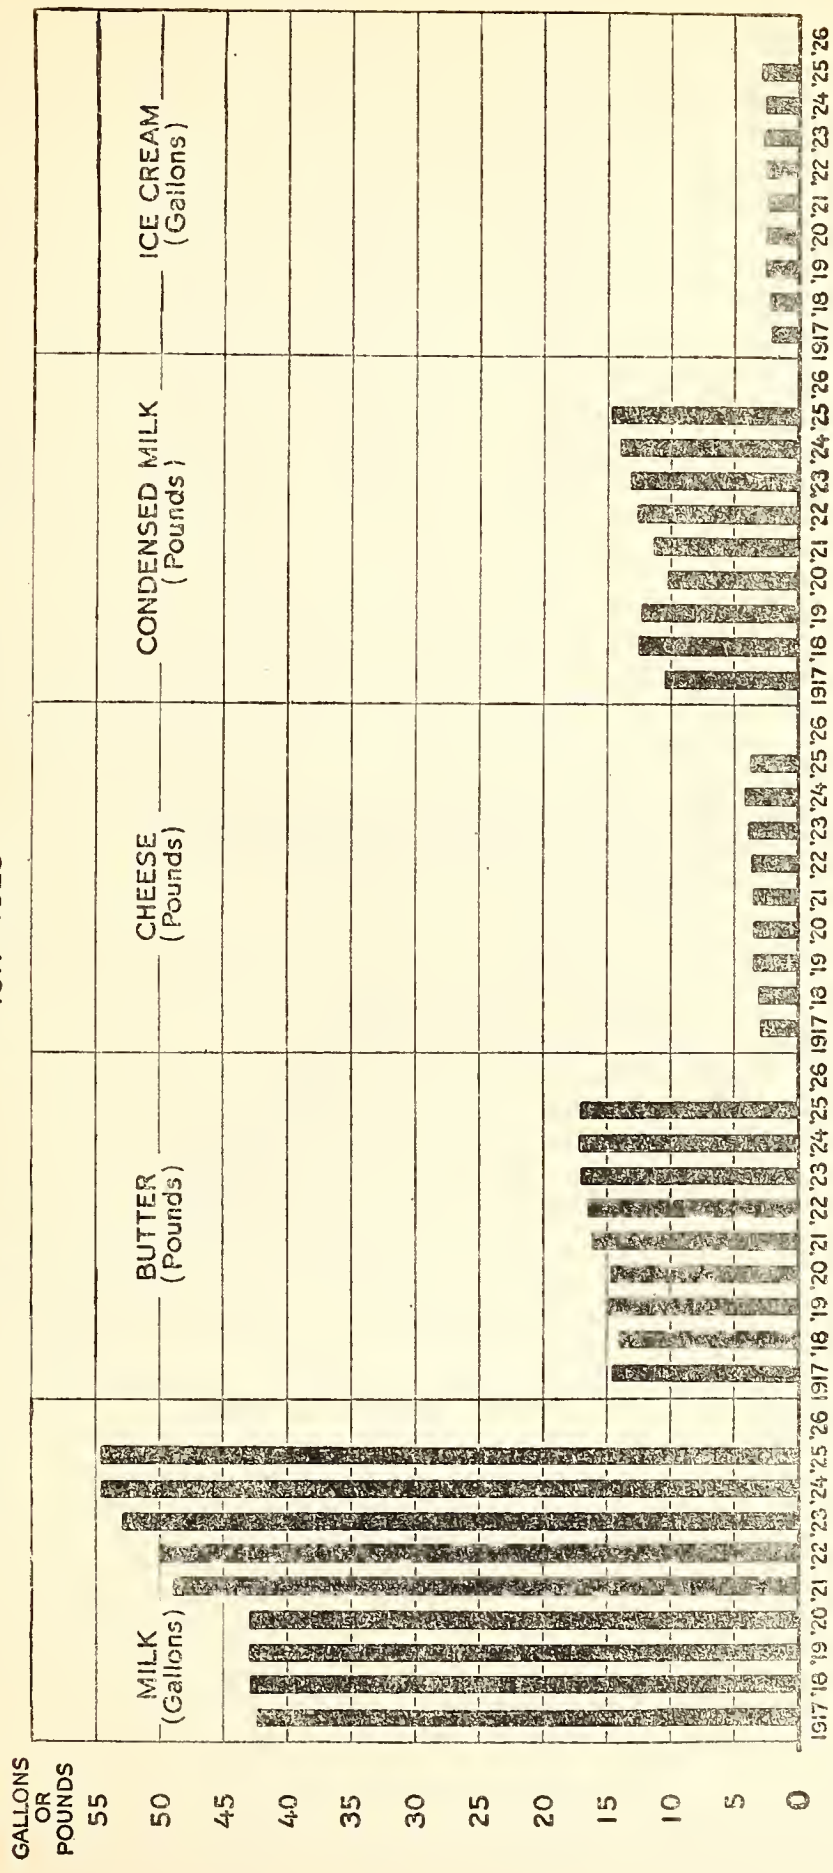 GALLONS
OR
POUNDS
55
50
45
40
35
30
25
20
15
10
5
0
MILK
(Gallons)
BUTTER
(Pounds)
CHEESE
(Pounds)
CONDENSED MILK
(Pounds)
ICE CREAM
(Gallons)
1917 '18 '19 '20 '21 '22 '23 '24 '25 '26
1917 '18 '19 '20 '21 '22 '23 '24 '25 '26
1917 '18 '19 '20 '21 '22 '23 '24 '25 '26
1917 '18 '19 '20 '21 '22 '23 '24 '25 '26
1917 '18 '19 '20 '21 '22 '23 '24 '25 '26